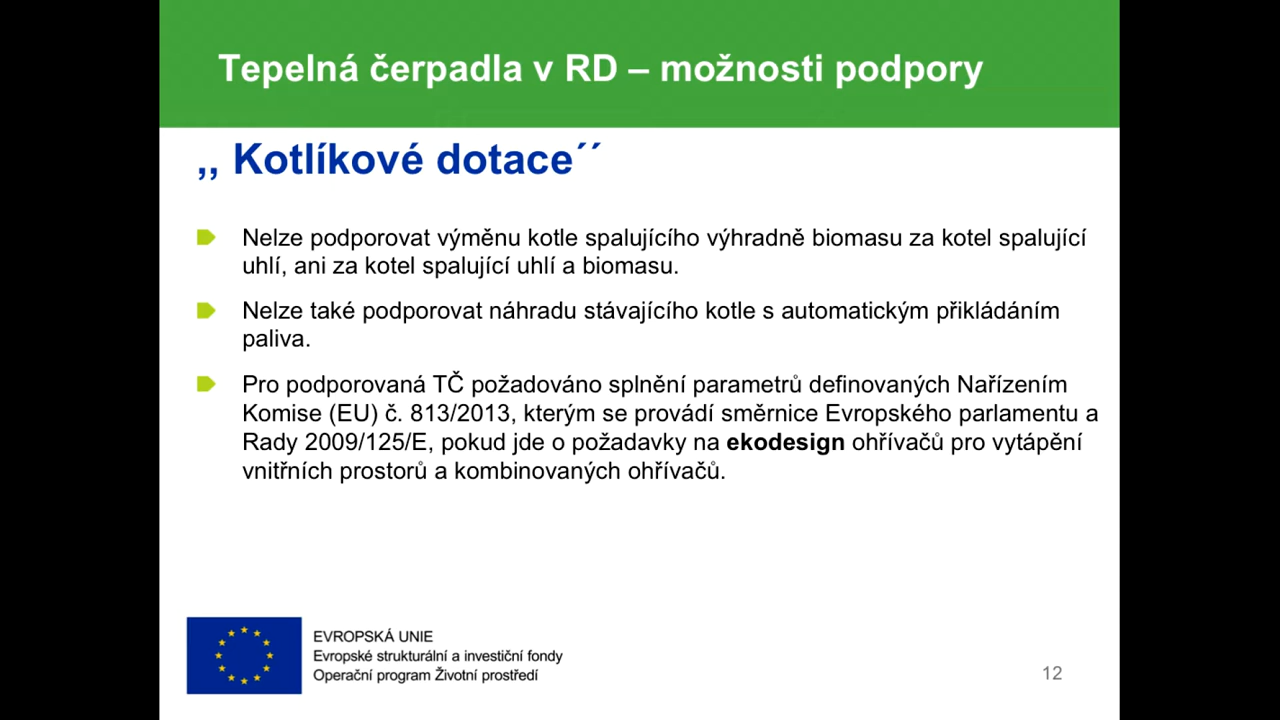 Tepelná čerpadla v RD – možnosti podpory
,, Kotlíkové dotace´´
Nelze podporovat výměnu kotle spalujícího výhradně biomasu za kotel spalující
uhlí, ani za kotel spalující uhlí a biomasu.
Nelze také podporovat náhradu stávajícího kotle s automatickým přikládáním
paliva.
Pro podporovaná TČ požadováno splnění parametrů definovaných Nařízením
Komise (EU) č. 813/2013, kterým se provádí směrnice Evropského parlamentu a
Rady 2009/125/E, pokud jde o požadavky na ekodesign ohřívačů pro vytápění
vnitřních prostorů a kombinovaných ohřívačů.
EVROPSKÁ UNIE
Evropské strukturální a investiční fondy
Operační program Životní prostředí
12